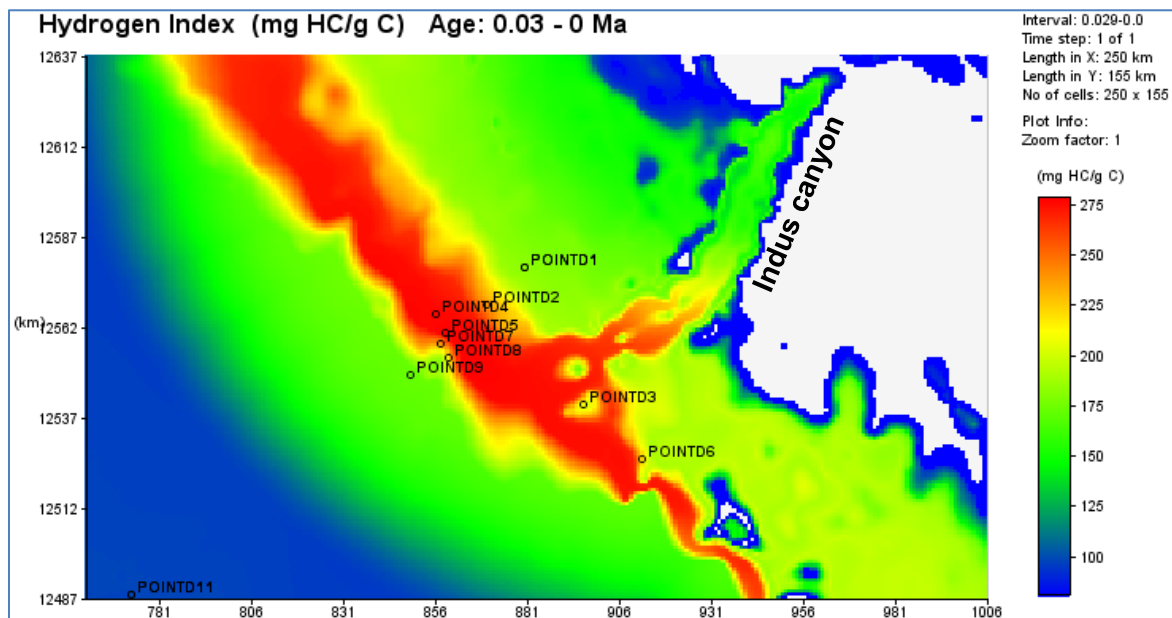 Hydrogen Index (mg HC/g C) Age: 0.03 - 0 Ma
Interval: 0.029-0.0
Time step: 1 of 1
Length in X: 250 km
Length in Y: 155 km
No of cells: 250 x 155
Plot Info:
Zoom factor: 1
(mg HC/g C)
275
250
225
200
175
150
125
100
12637
12612
12587
(km)
12562
12537
12512
12487
Indus canyon
POINTD1
POINTD2
POINTD4
POINTD5
POINTD7
POINTD8
POINTD9
POINTD3
POINTD6
POINTD11
781 806 831 856 881 906 931 956 981 1006